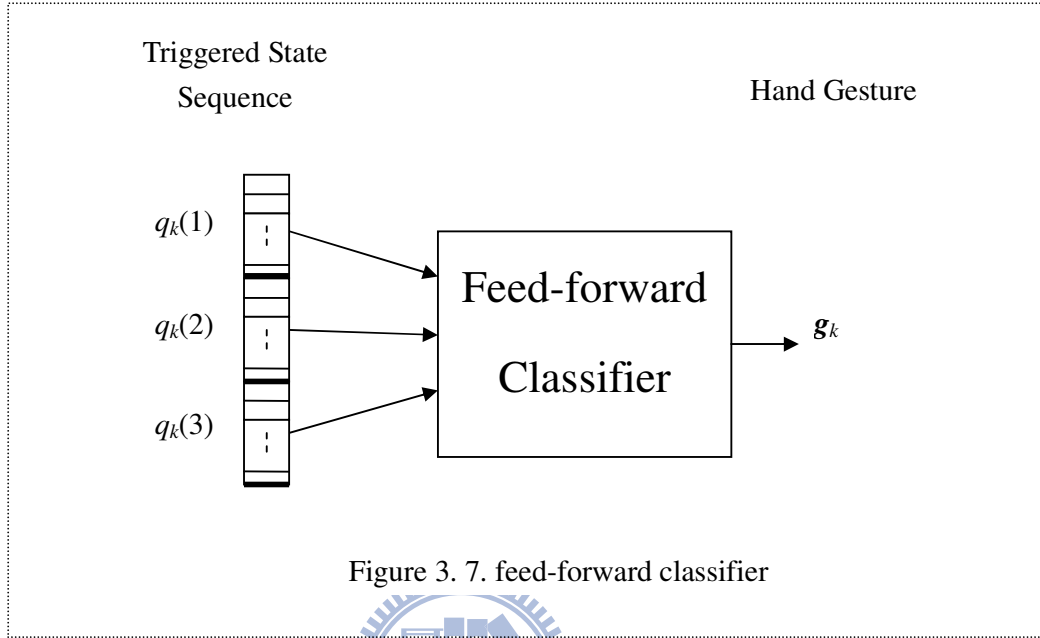 Triggered State
Sequence
Hand Gesture
qk(1)
qk(2)
qk(3)
Feed-forward
Classifier
gk
Figure 3. 7. feed-forward classifier